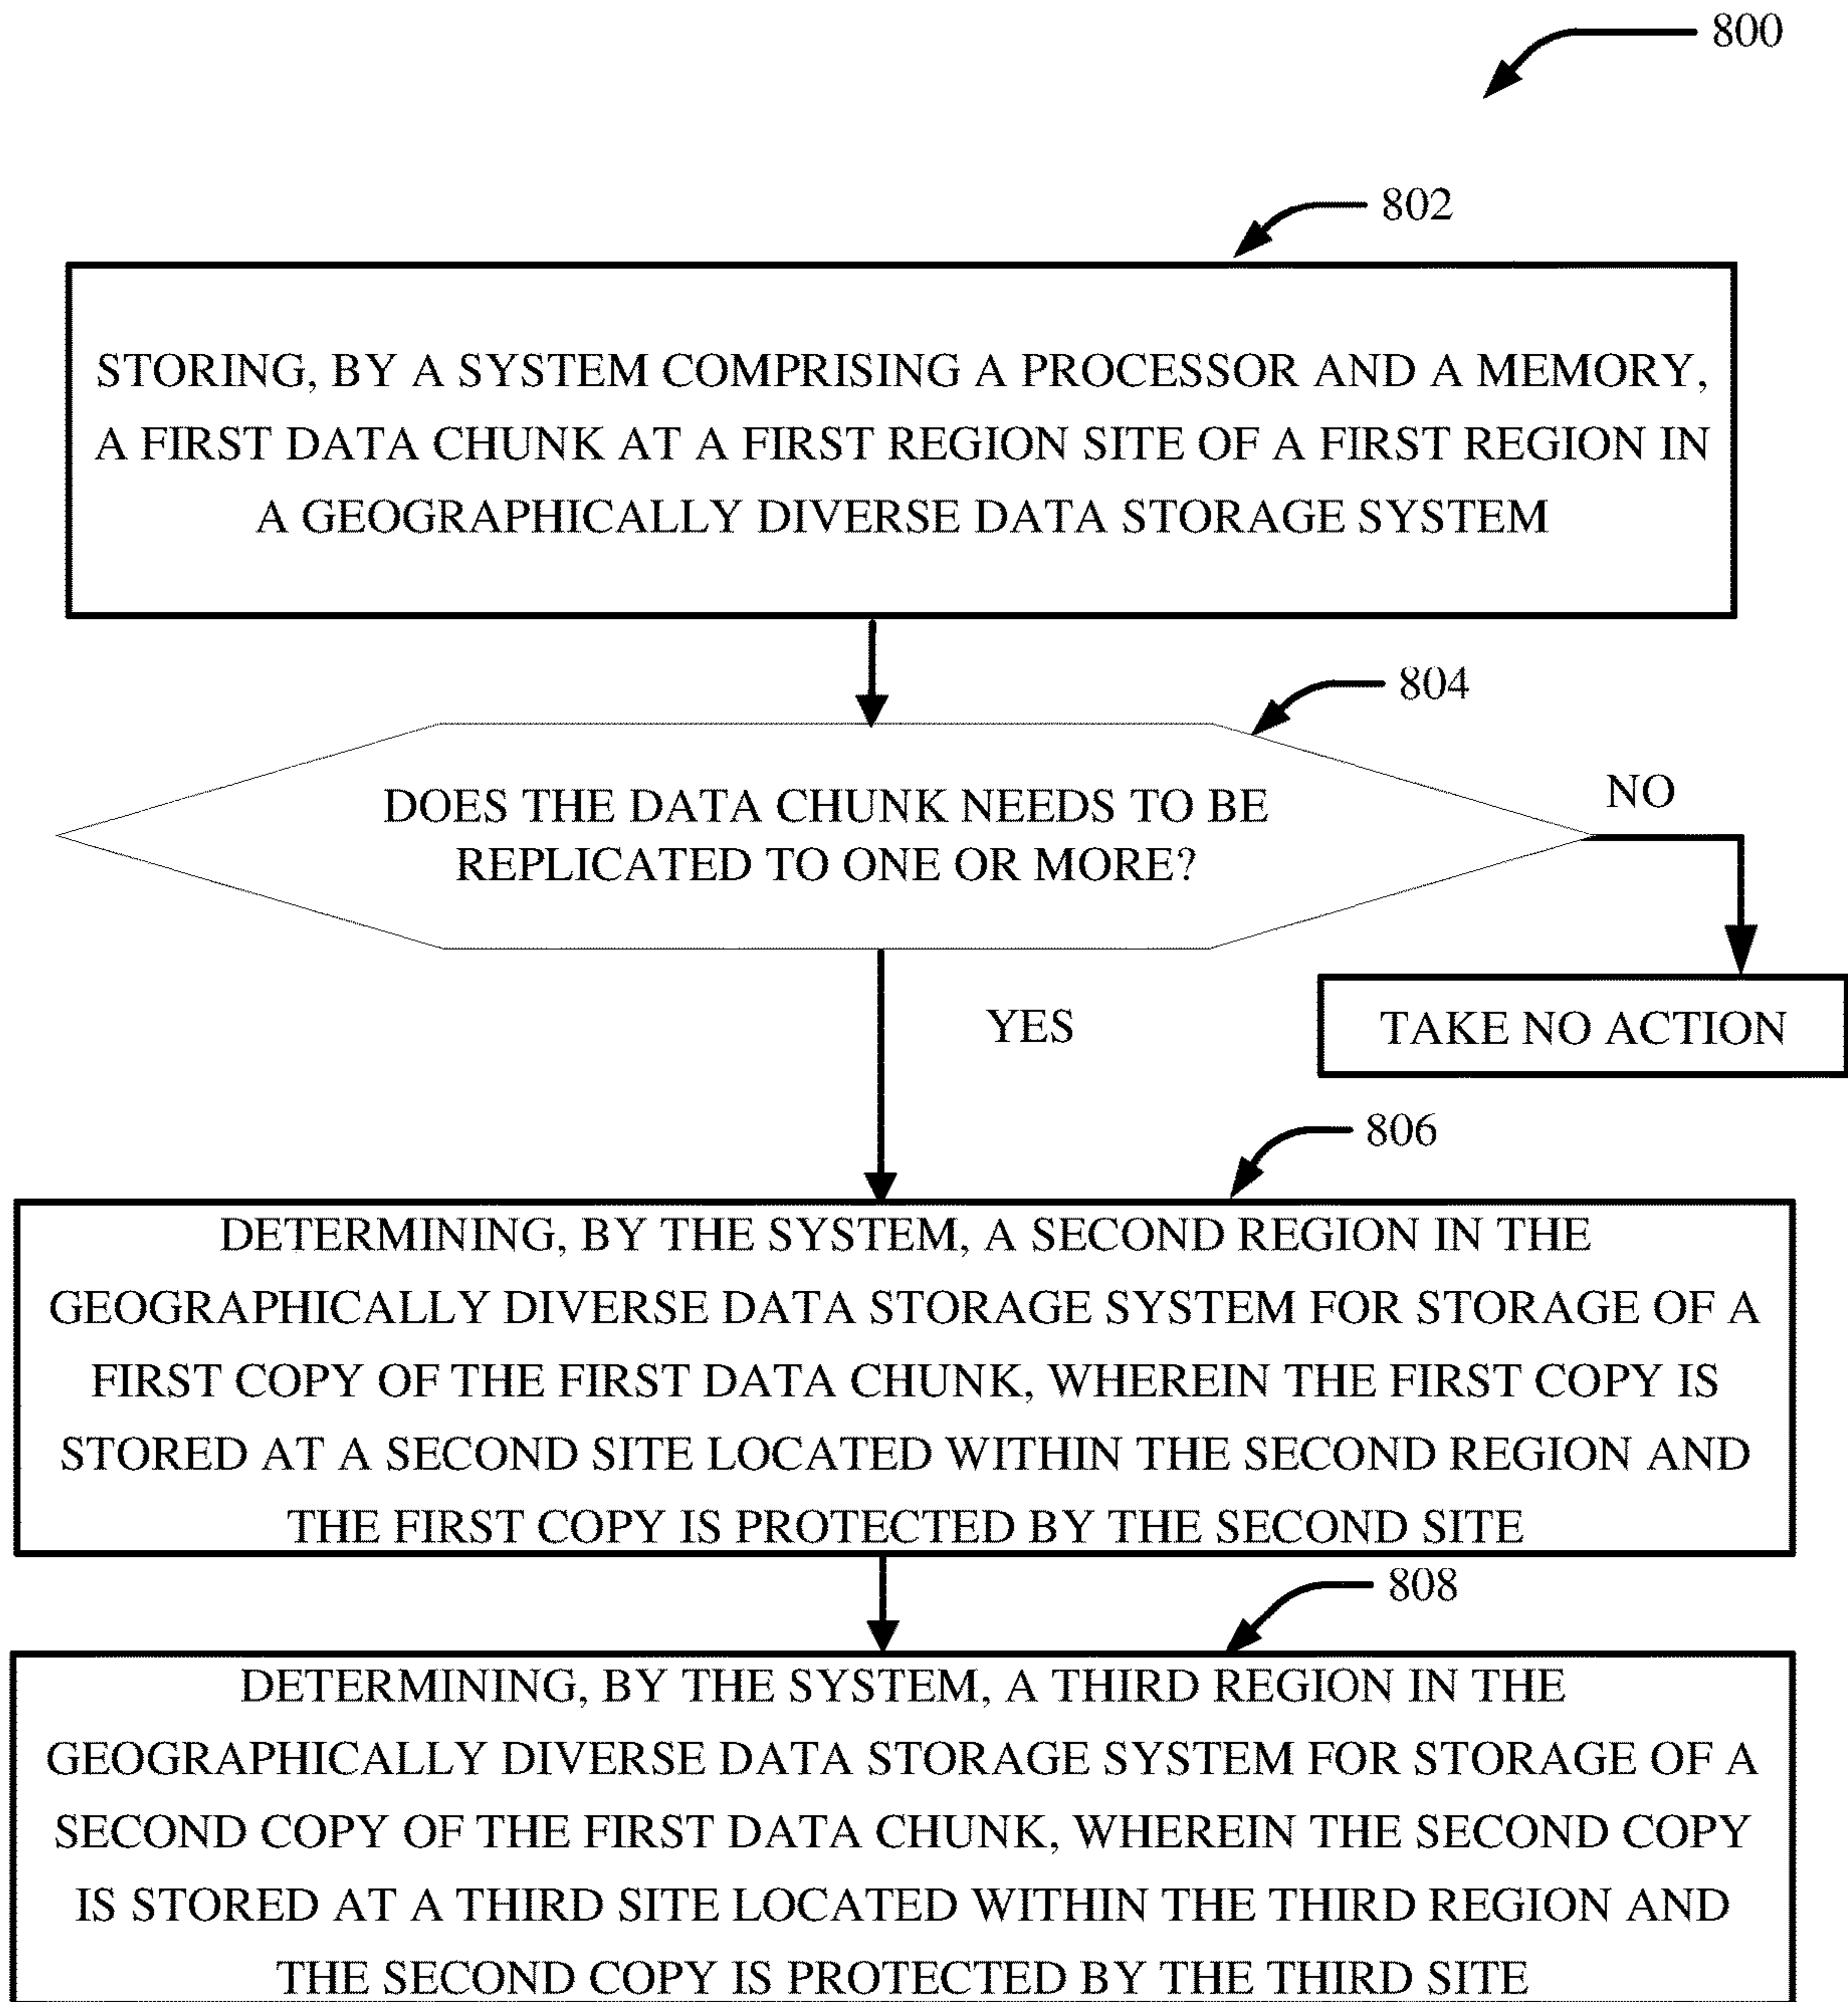 800
802
STORING, BY A SYSTEM COMPRISING A PROCESSOR AND A MEMORY,
A FIRST DATA CHUNK AT A FIRST REGION SITE OF A FIRST REGION IN
A GEOGRAPHICALLY DIVERSE DATA STORAGE SYSTEM
804
DOES THE DATA CHUNK NEEDS TO BE
REPLICATED TO ONE OR MORE?
NO
YES
TAKE NO ACTION
806
DETERMINING, BY THE SYSTEM, A SECOND REGION IN THE
GEOGRAPHICALLY DIVERSE DATA STORAGE SYSTEM FOR STORAGE OF A
FIRST COPY OF THE FIRST DATA CHUNK, WHEREIN THE FIRST COPY IS
STORED AT A SECOND SITE LOCATED WITHIN THE SECOND REGION AND
THE FIRST COPY IS PROTECTED BY THE SECOND SITE
808
DETERMINING, BY THE SYSTEM, A THIRD REGION IN THE
GEOGRAPHICALLY DIVERSE DATA STORAGE SYSTEM FOR STORAGE OF A
SECOND COPY OF THE FIRST DATA CHUNK, WHEREIN THE SECOND COPY
IS STORED AT A THIRD SITE LOCATED WITHIN THE THIRD REGION AND
THE SECOND COPY IS PROTECTED BY THE THIRD SITE